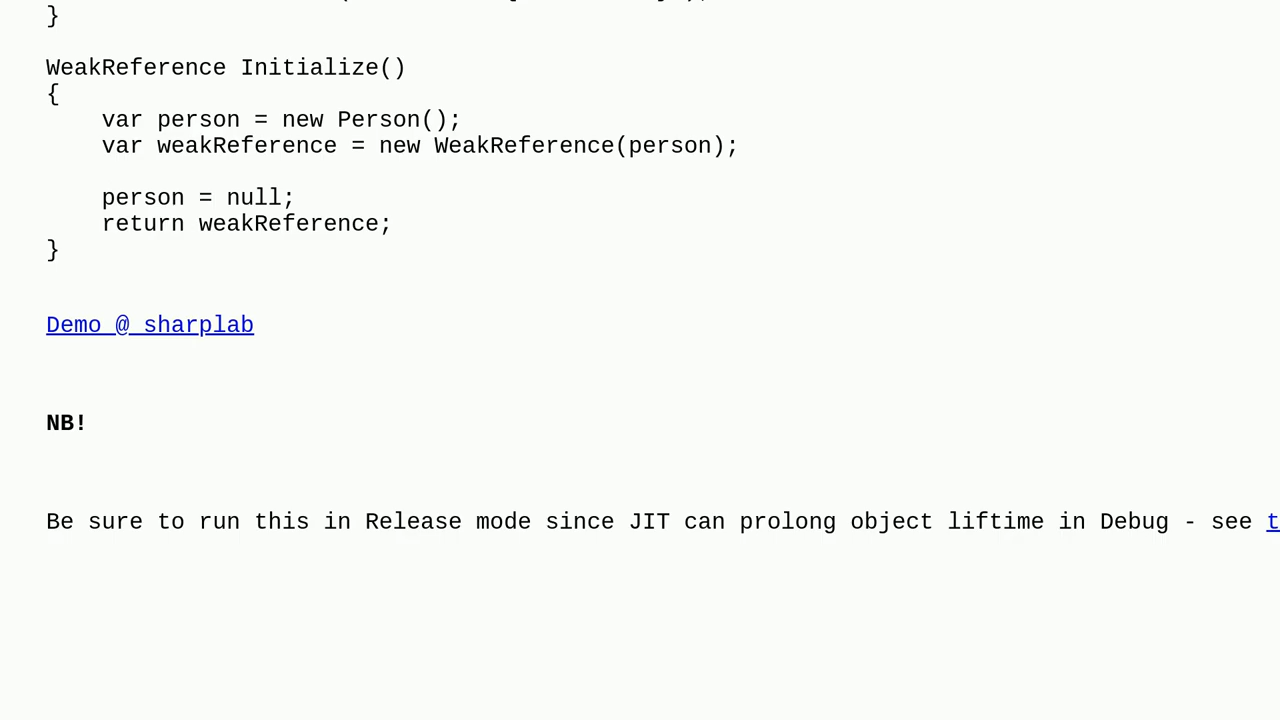 }
WeakReference Initialize()
{
    var person = new Person();
    var weakReference = new WeakReference(person);
    person = null;
    return weakReference;
}
Demo @ sharplab
NB!
Be sure to run this in Release mode since JIT can prolong object liftime in Debug - see